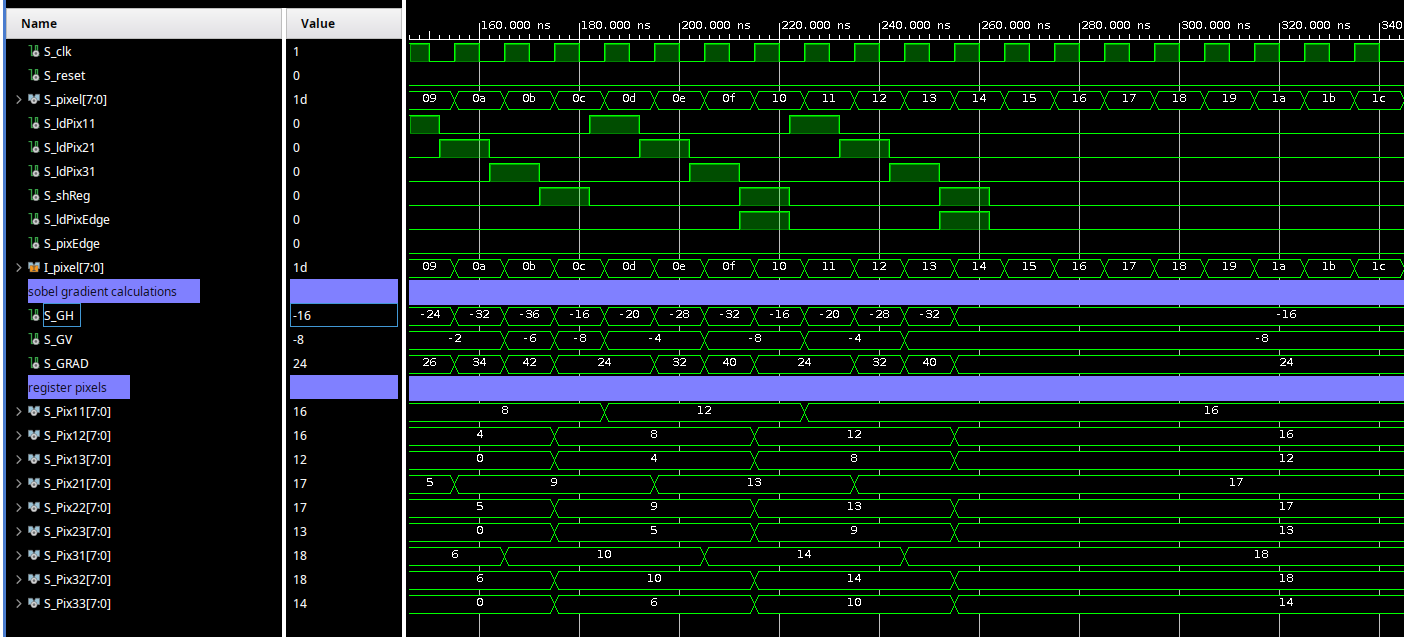 Name Value 160.000 ns 180.000 ns 200.000 ns 220.000 ns 240.000 ns 260.000 ns 280.000 ns 300.000 ns 320.000 ns 340
S_clk 1
S_reset 0
S_pixel[7:0] 1d 09 0a 0b 0c 0d 0e 0f 10 11 12 13 14 15 16 17 18 19 1a 1b 1c
S_ldPix11 0
S_ldPix21 0
S_ldPix31 0
S_shReg 0
S_ldPixEdge 0
S_pixEdge 0
I_pixel[7:0] 1d 09 0a 0b 0c 0d 0e 0f 10 11 12 13 14 15 16 17 18 19 1a 1b 1c
sobel gradient calculations
S_GH -16 -24 -32 -36 -16 -20 -28 -32 -16 -20 -28 -32 -16
S_GV -8 -2 -6 -8 -4 -8 -4 -8
S_GRAD 24 26 34 42 24 32 40 24 32 40 24
register pixels
S_Pix11[7:0] 16 8 12 16
S_Pix12[7:0] 16 4 8 12 16
S_Pix13[7:0] 12 0 4 8 12
S_Pix21[7:0] 17 5 9 13 17
S_Pix22[7:0] 17 5 9 13 17
S_Pix23[7:0] 13 0 5 9 13
S_Pix31[7:0] 18 6 10 14 18
S_Pix32[7:0] 18 6 10 14 18
S_Pix33[7:0] 14 0 6 10 14